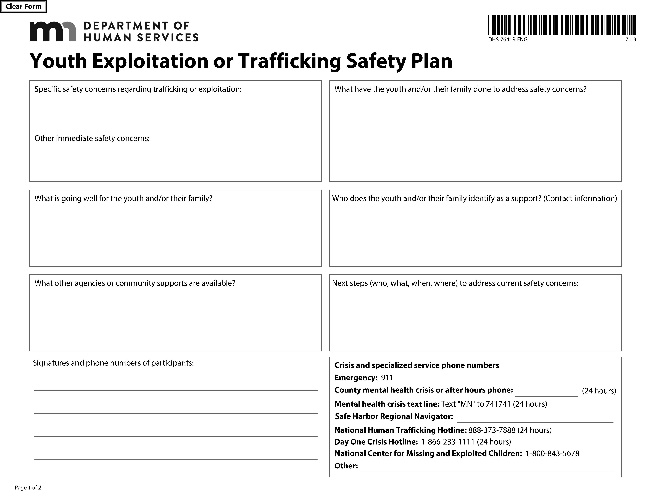 Clear Form
DEPARTMENT OF
HUMAN SERVICES
Youth Exploitation or Trafficking Safety Plan
Specific safety concerns regarding trafficking or exploitation:
Other immediate safety concerns:
What have the youth and/or their family done to address safety concerns?
What is going well for the youth and/or their family?
Who does the youth and/or their family identify as a support? (Contact information)
What other agencies or community supports are available?
Next steps (who, what, when, where) to address current safety concerns:
Signatures and phone numbers of participants:
Crisis and specialized service phone numbers
Emergency: 911
County mental health crisis or after hours phone: (24 hours)
Mental health crisis text line: Text "MN" to 741741 (24 hours)
Safe Harbor Regional Navigator:
National Human Trafficking Hotline: 888-373-7888 (24 hours)
Day One Crisis Hotline: 1-866-233-1111 (24 hours)
National Center for Missing and Exploited Children: 1-800-843-5678
Other:
Page 1 of 2